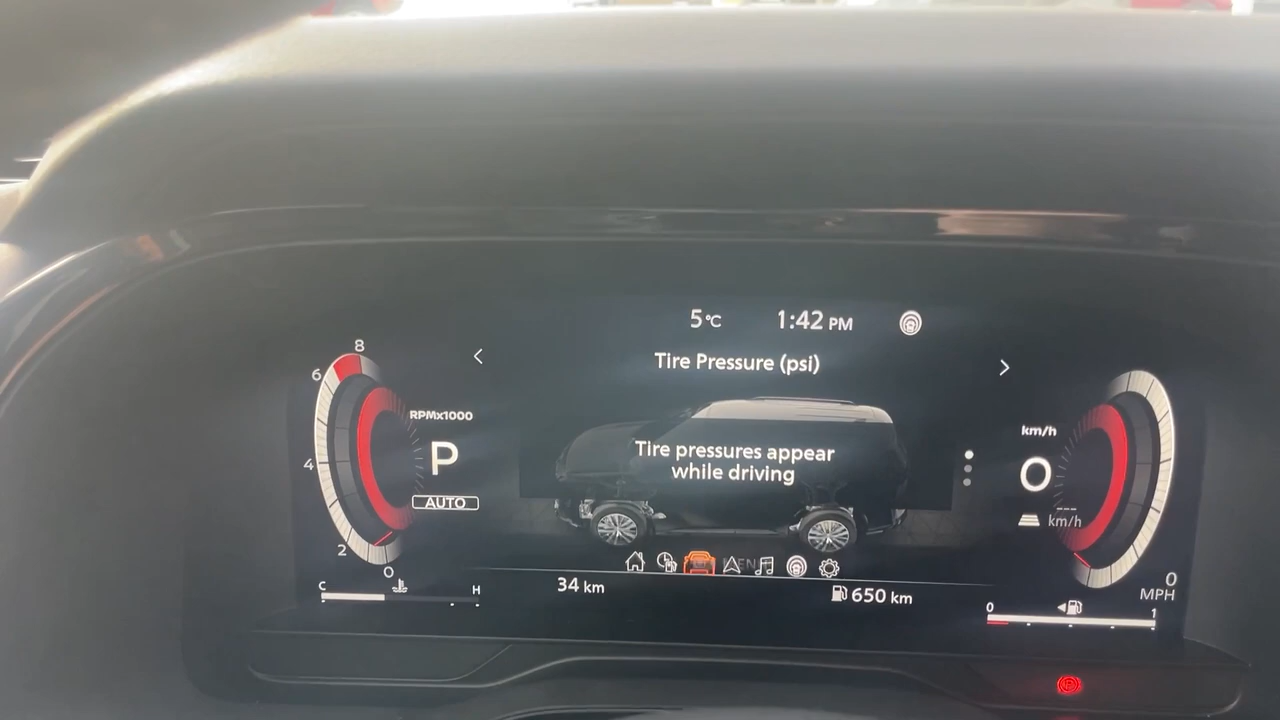 5°C 1:42 PM
< Tire Pressure (psi) >
8
6
RPMx1000
km/h
Tire pressures appear
while driving
P
0
4
AUTO
--- km/h
2
0
C H
34 km
650 km
0 1
0
MPH